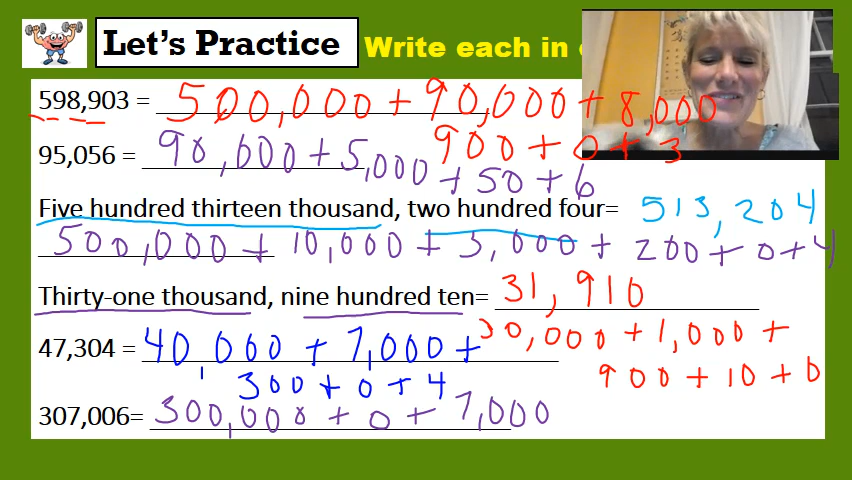 Let's Practice
Write each in
598,903 = 500,000 + 90,000 + 8,000
900 + 0 + 3
95,056 = 90,000 + 5,000
+ 50 + 6
Five hundred thirteen thousand, two hundred four= 513,204
500,000 + 10,000 + 3,000 + 200 + 0 + 4
Thirty-one thousand, nine hundred ten= 31,910
30,000 + 1,000 +
900 + 10 + 0
47,304 = 40,000 + 7,000 +
300 + 0 + 4
307,006= 300,000 + 0 + 7,000